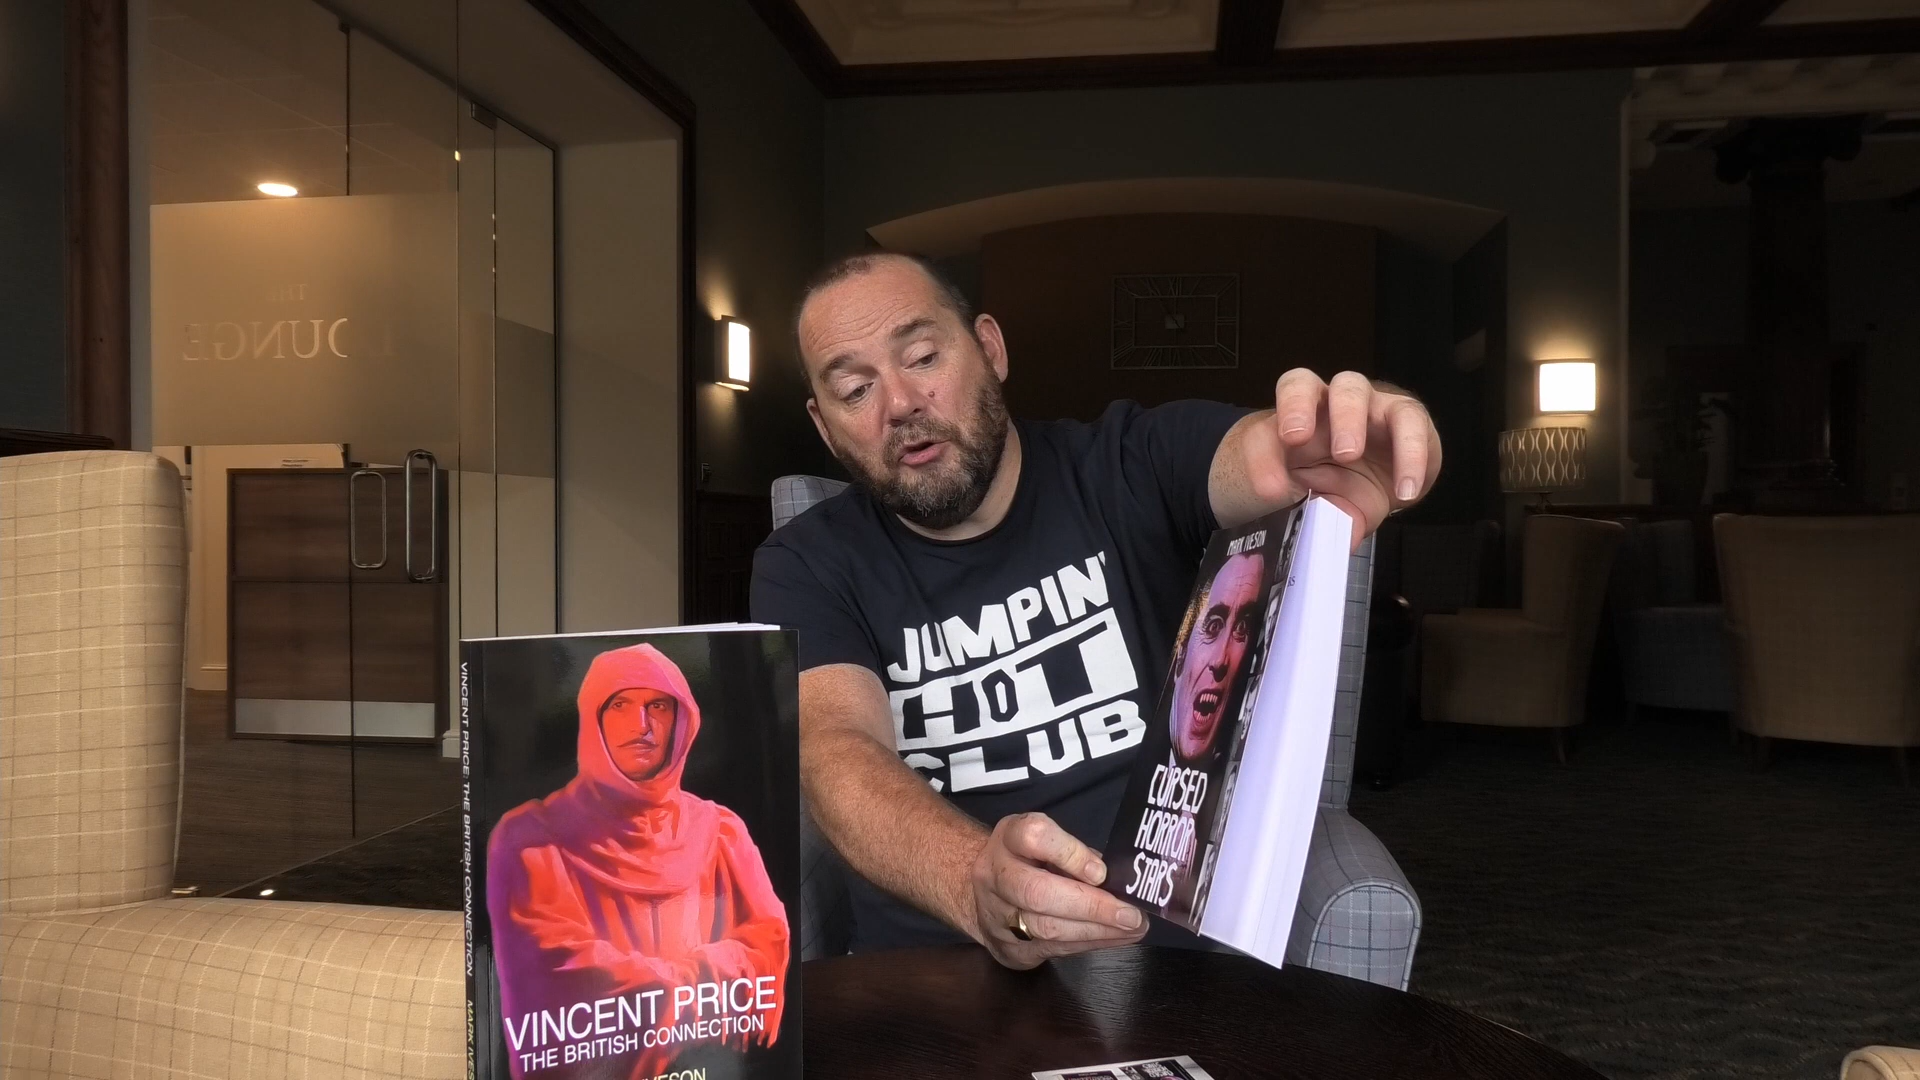 THE
LOUNGE
JUMPIN'
HOT
CLUB
MARK IVESON
CURSED
HORROR
STARS
VINCENT PRICE: THE BRITISH CONNECTION
VINCENT PRICE
THE BRITISH CONNECTION